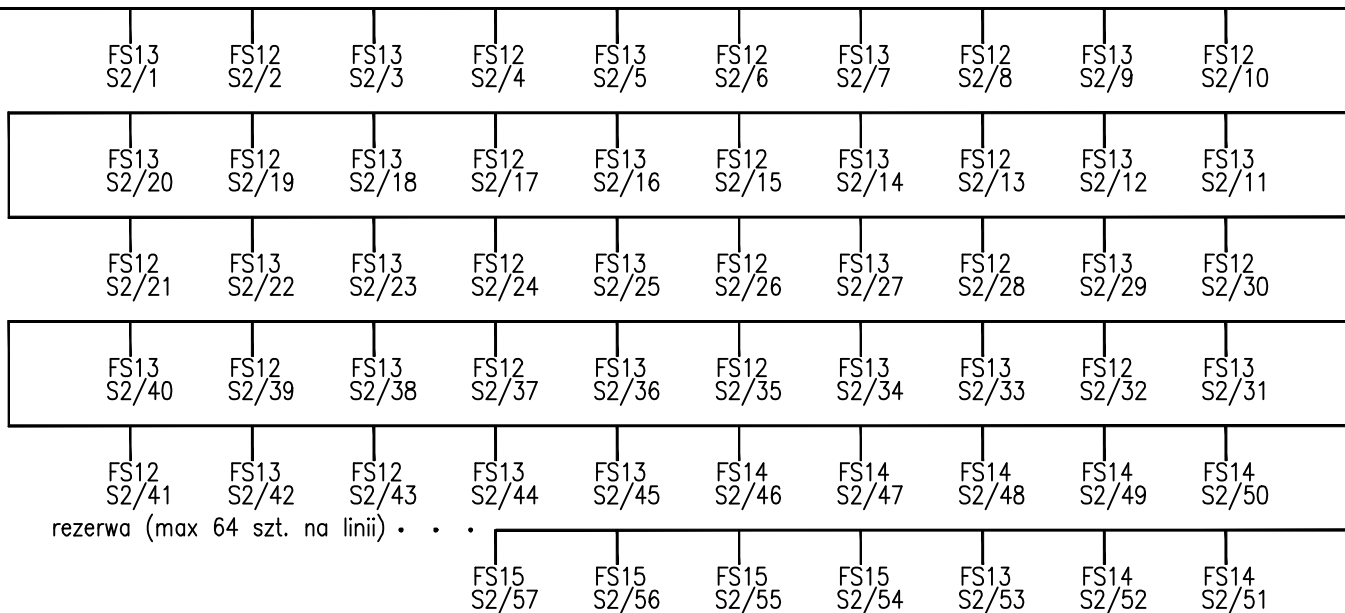 FS13 FS12 FS13 FS12 FS13 FS12 FS13 FS12 FS13 FS12
S2/1 S2/2 S2/3 S2/4 S2/5 S2/6 S2/7 S2/8 S2/9 S2/10
FS13 FS12 FS13 FS12 FS13 FS12 FS13 FS12 FS13 FS13
S2/20 S2/19 S2/18 S2/17 S2/16 S2/15 S2/14 S2/13 S2/12 S2/11
FS12 FS13 FS13 FS12 FS13 FS12 FS13 FS12 FS13 FS12
S2/21 S2/22 S2/23 S2/24 S2/25 S2/26 S2/27 S2/28 S2/29 S2/30
FS13 FS12 FS13 FS12 FS13 FS12 FS13 FS13 FS12 FS13
S2/40 S2/39 S2/38 S2/37 S2/36 S2/35 S2/34 S2/33 S2/32 S2/31
FS12 FS13 FS12 FS13 FS13 FS14 FS14 FS14 FS14 FS14
S2/41 S2/42 S2/43 S2/44 S2/45 S2/46 S2/47 S2/48 S2/49 S2/50
rezerwa (max 64 szt. na linii) · · ·
FS15 FS15 FS15 FS15 FS13 FS14 FS14
S2/57 S2/56 S2/55 S2/54 S2/53 S2/52 S2/51